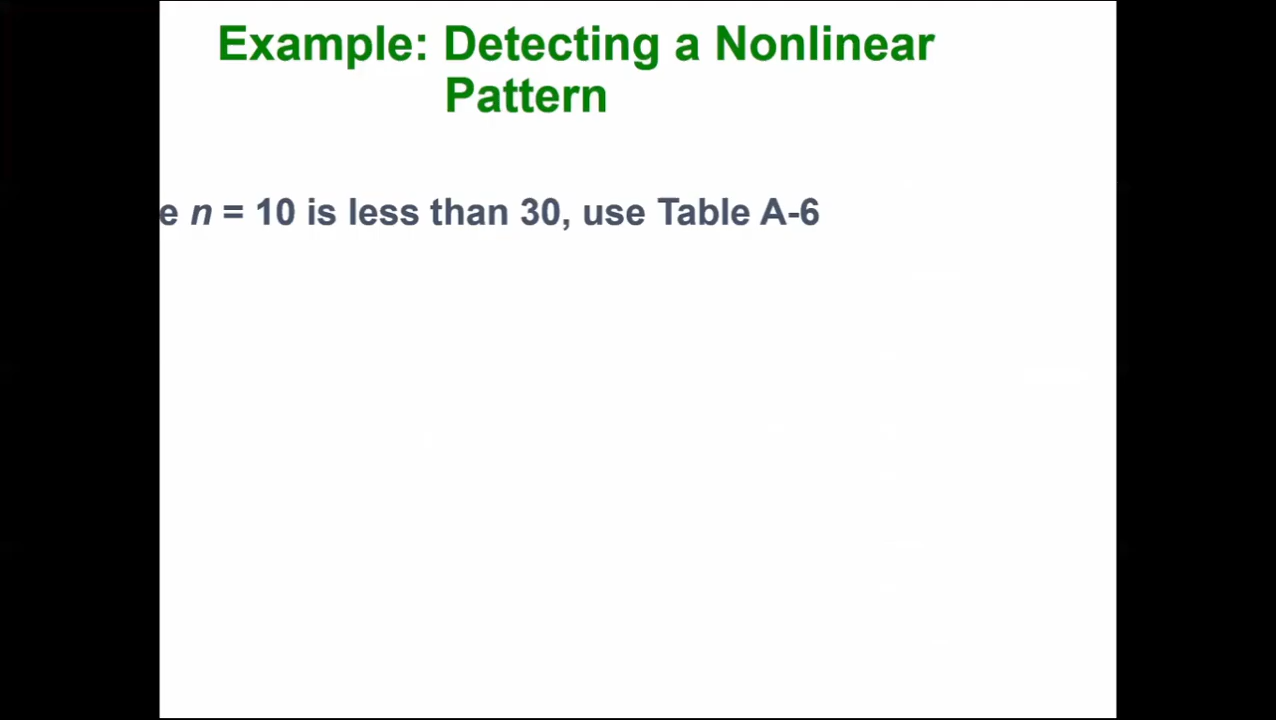 Example: Detecting a Nonlinear
Pattern
e n = 10 is less than 30, use Table A-6